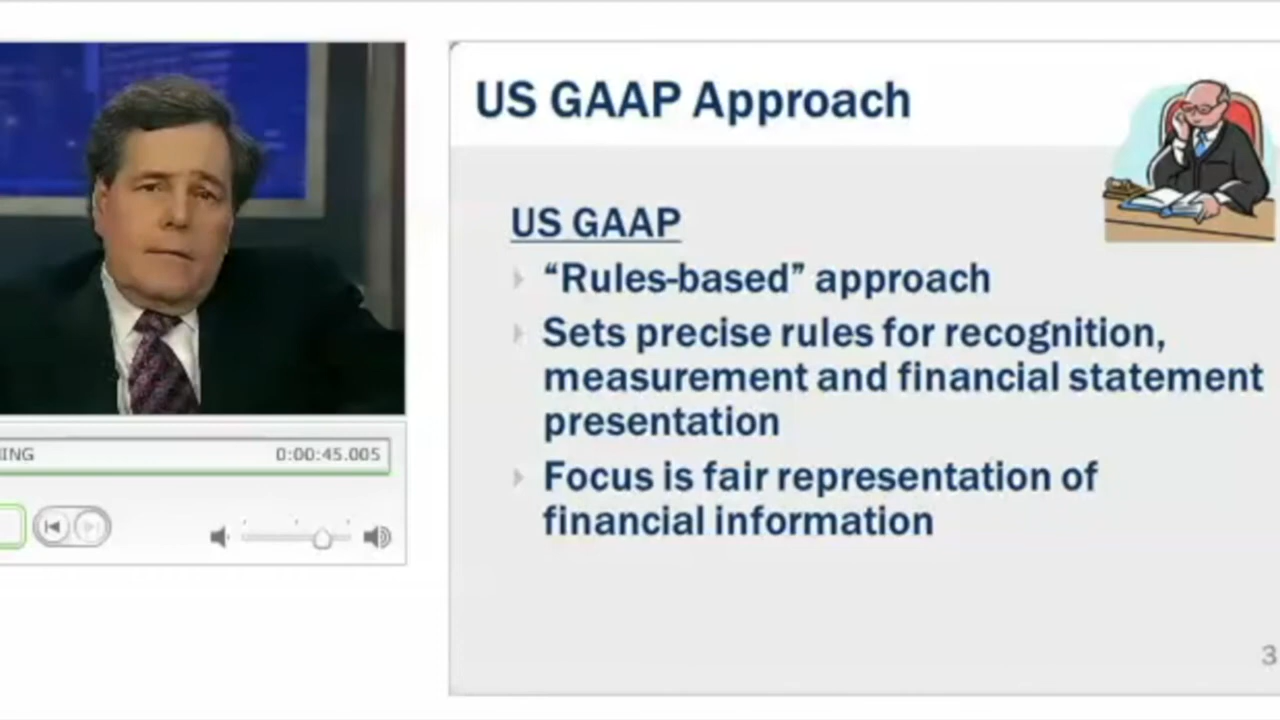 US GAAP Approach
US GAAP
“Rules-based” approach
Sets precise rules for recognition,
measurement and financial statement
presentation
Focus is fair representation of
financial information
ING 0:00:45.005
3